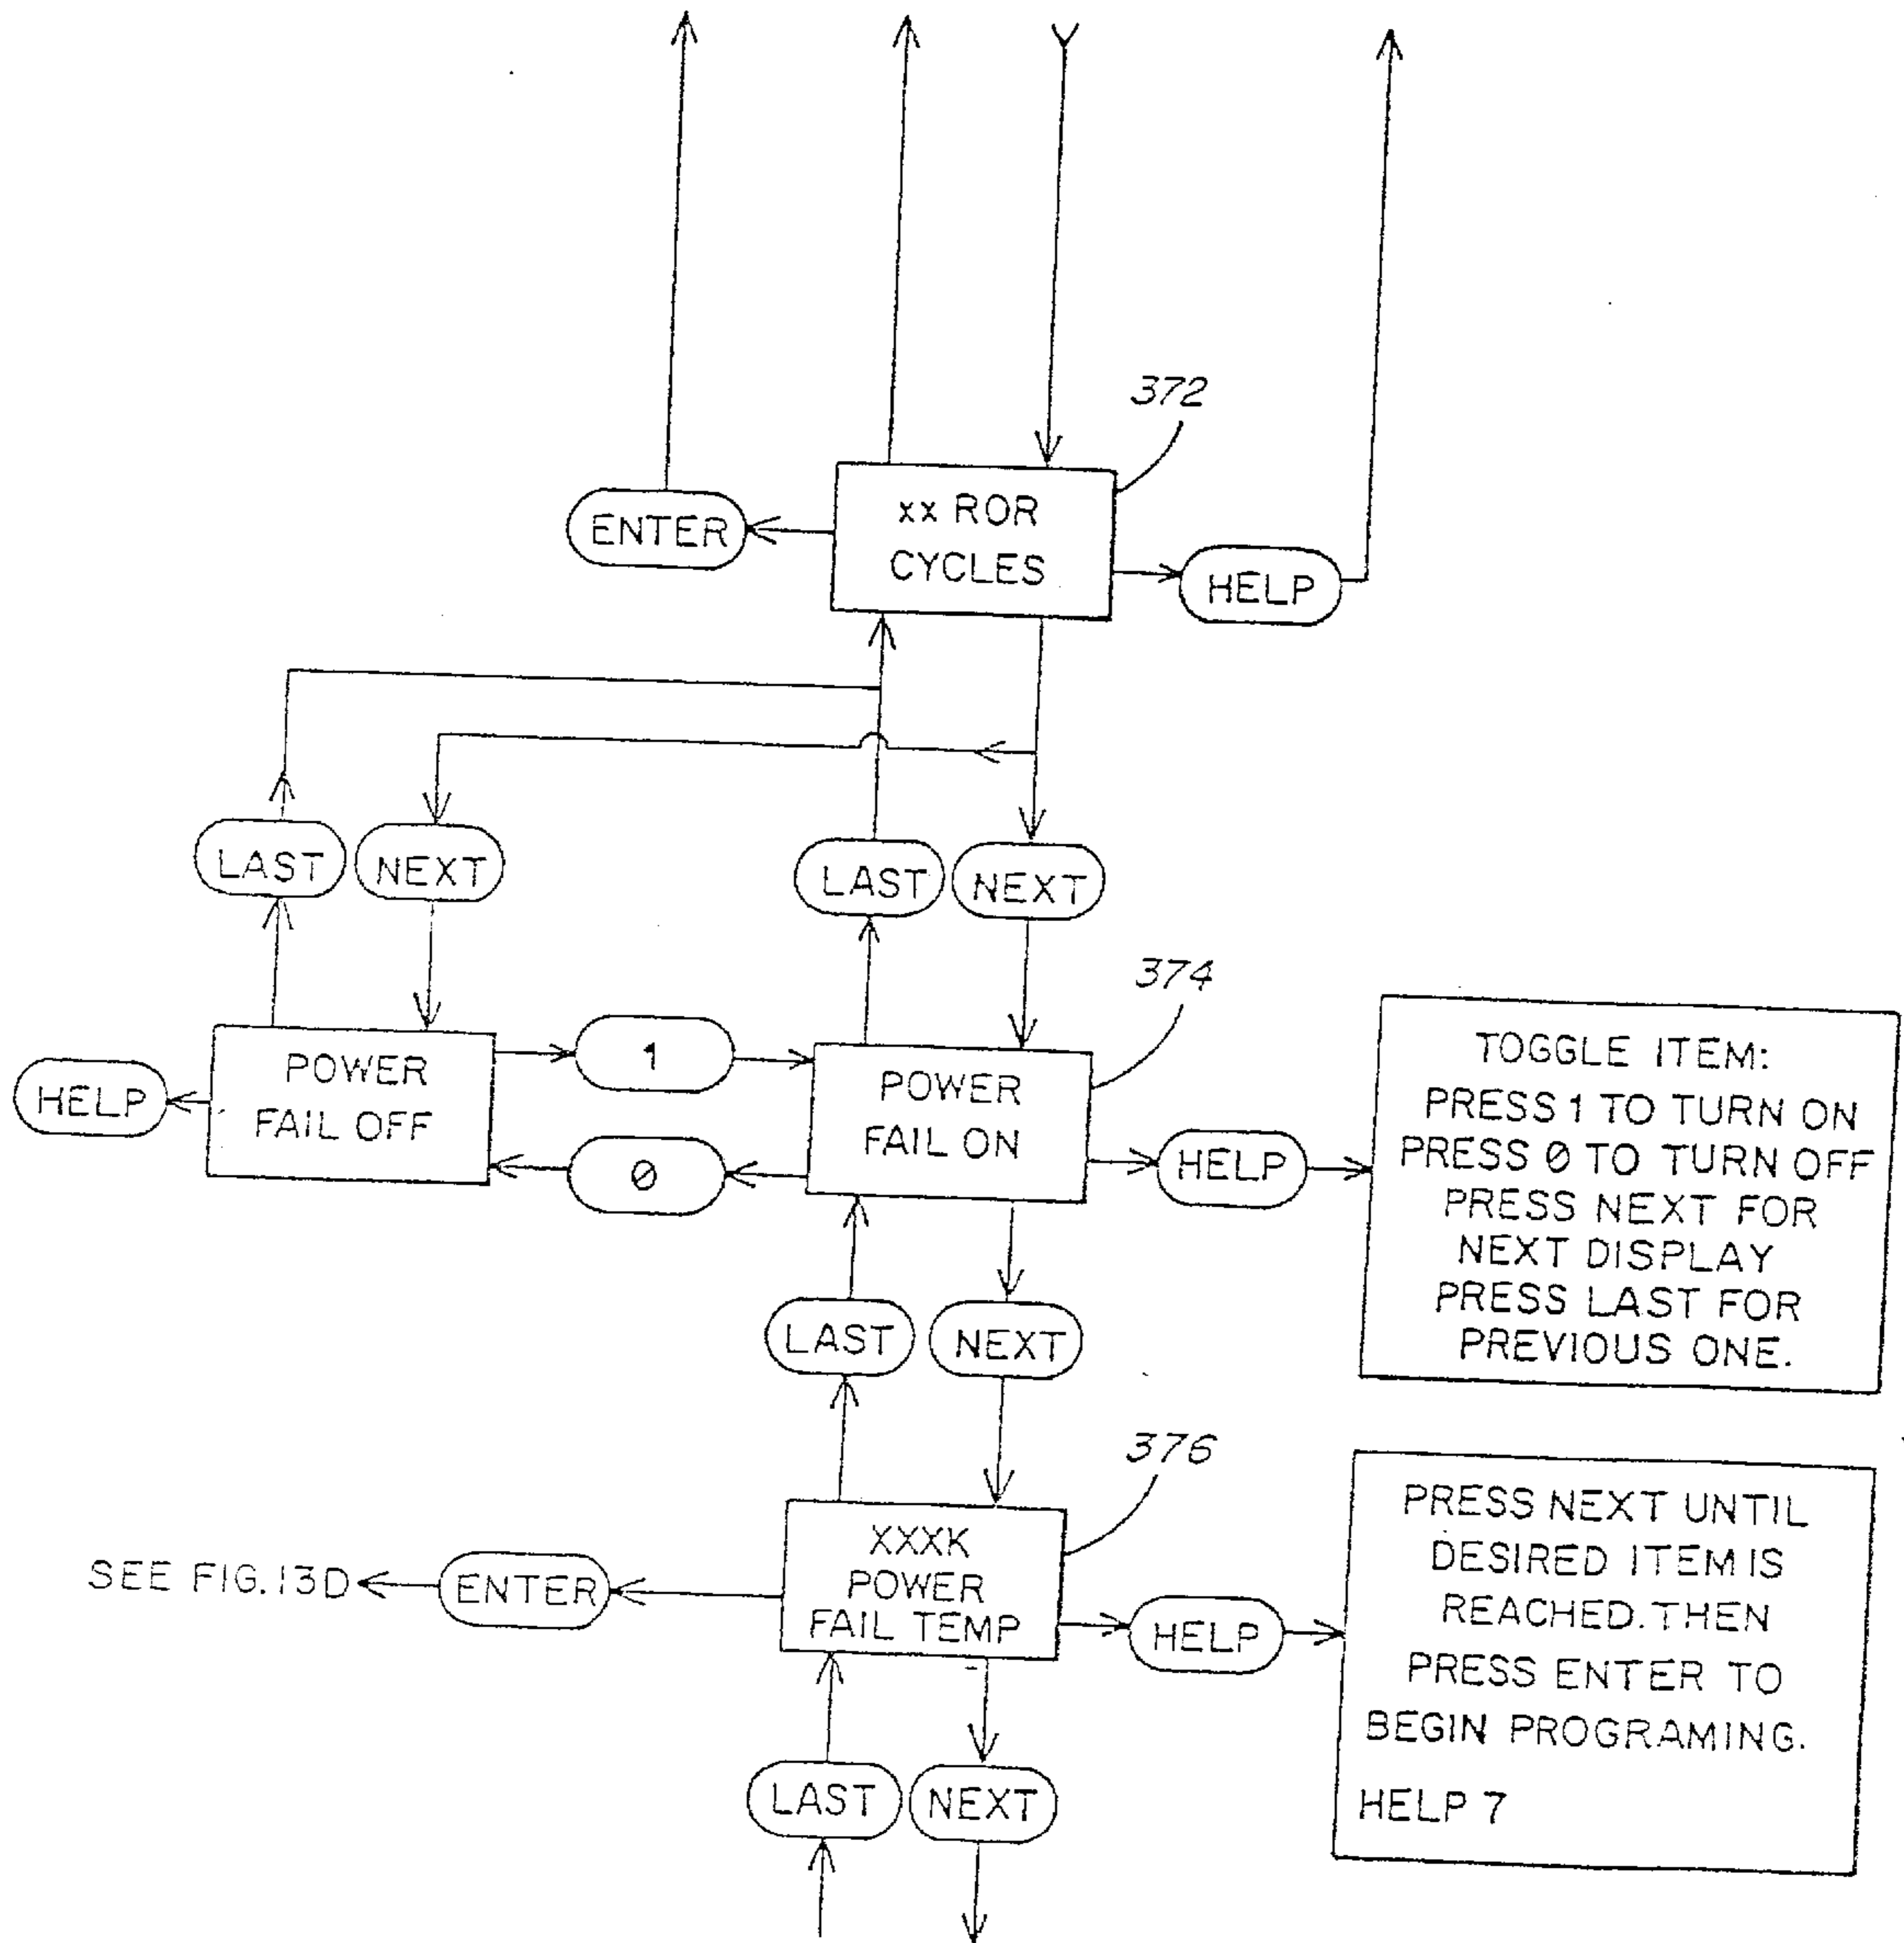 372
xx ROR
CYCLES
ENTER
HELP
LAST
NEXT
LAST
NEXT
374
POWER
FAIL OFF
HELP
1
0
POWER
FAIL ON
HELP
TOGGLE ITEM:
PRESS 1 TO TURN ON
PRESS 0 TO TURN OFF
PRESS NEXT FOR
NEXT DISPLAY
PRESS LAST FOR
PREVIOUS ONE.
LAST
NEXT
376
SEE FIG. 13D
ENTER
XXXK
POWER
FAIL TEMP
HELP
PRESS NEXT UNTIL
DESIRED ITEM IS
REACHED. THEN
PRESS ENTER TO
BEGIN PROGRAMING.
HELP 7
LAST
NEXT